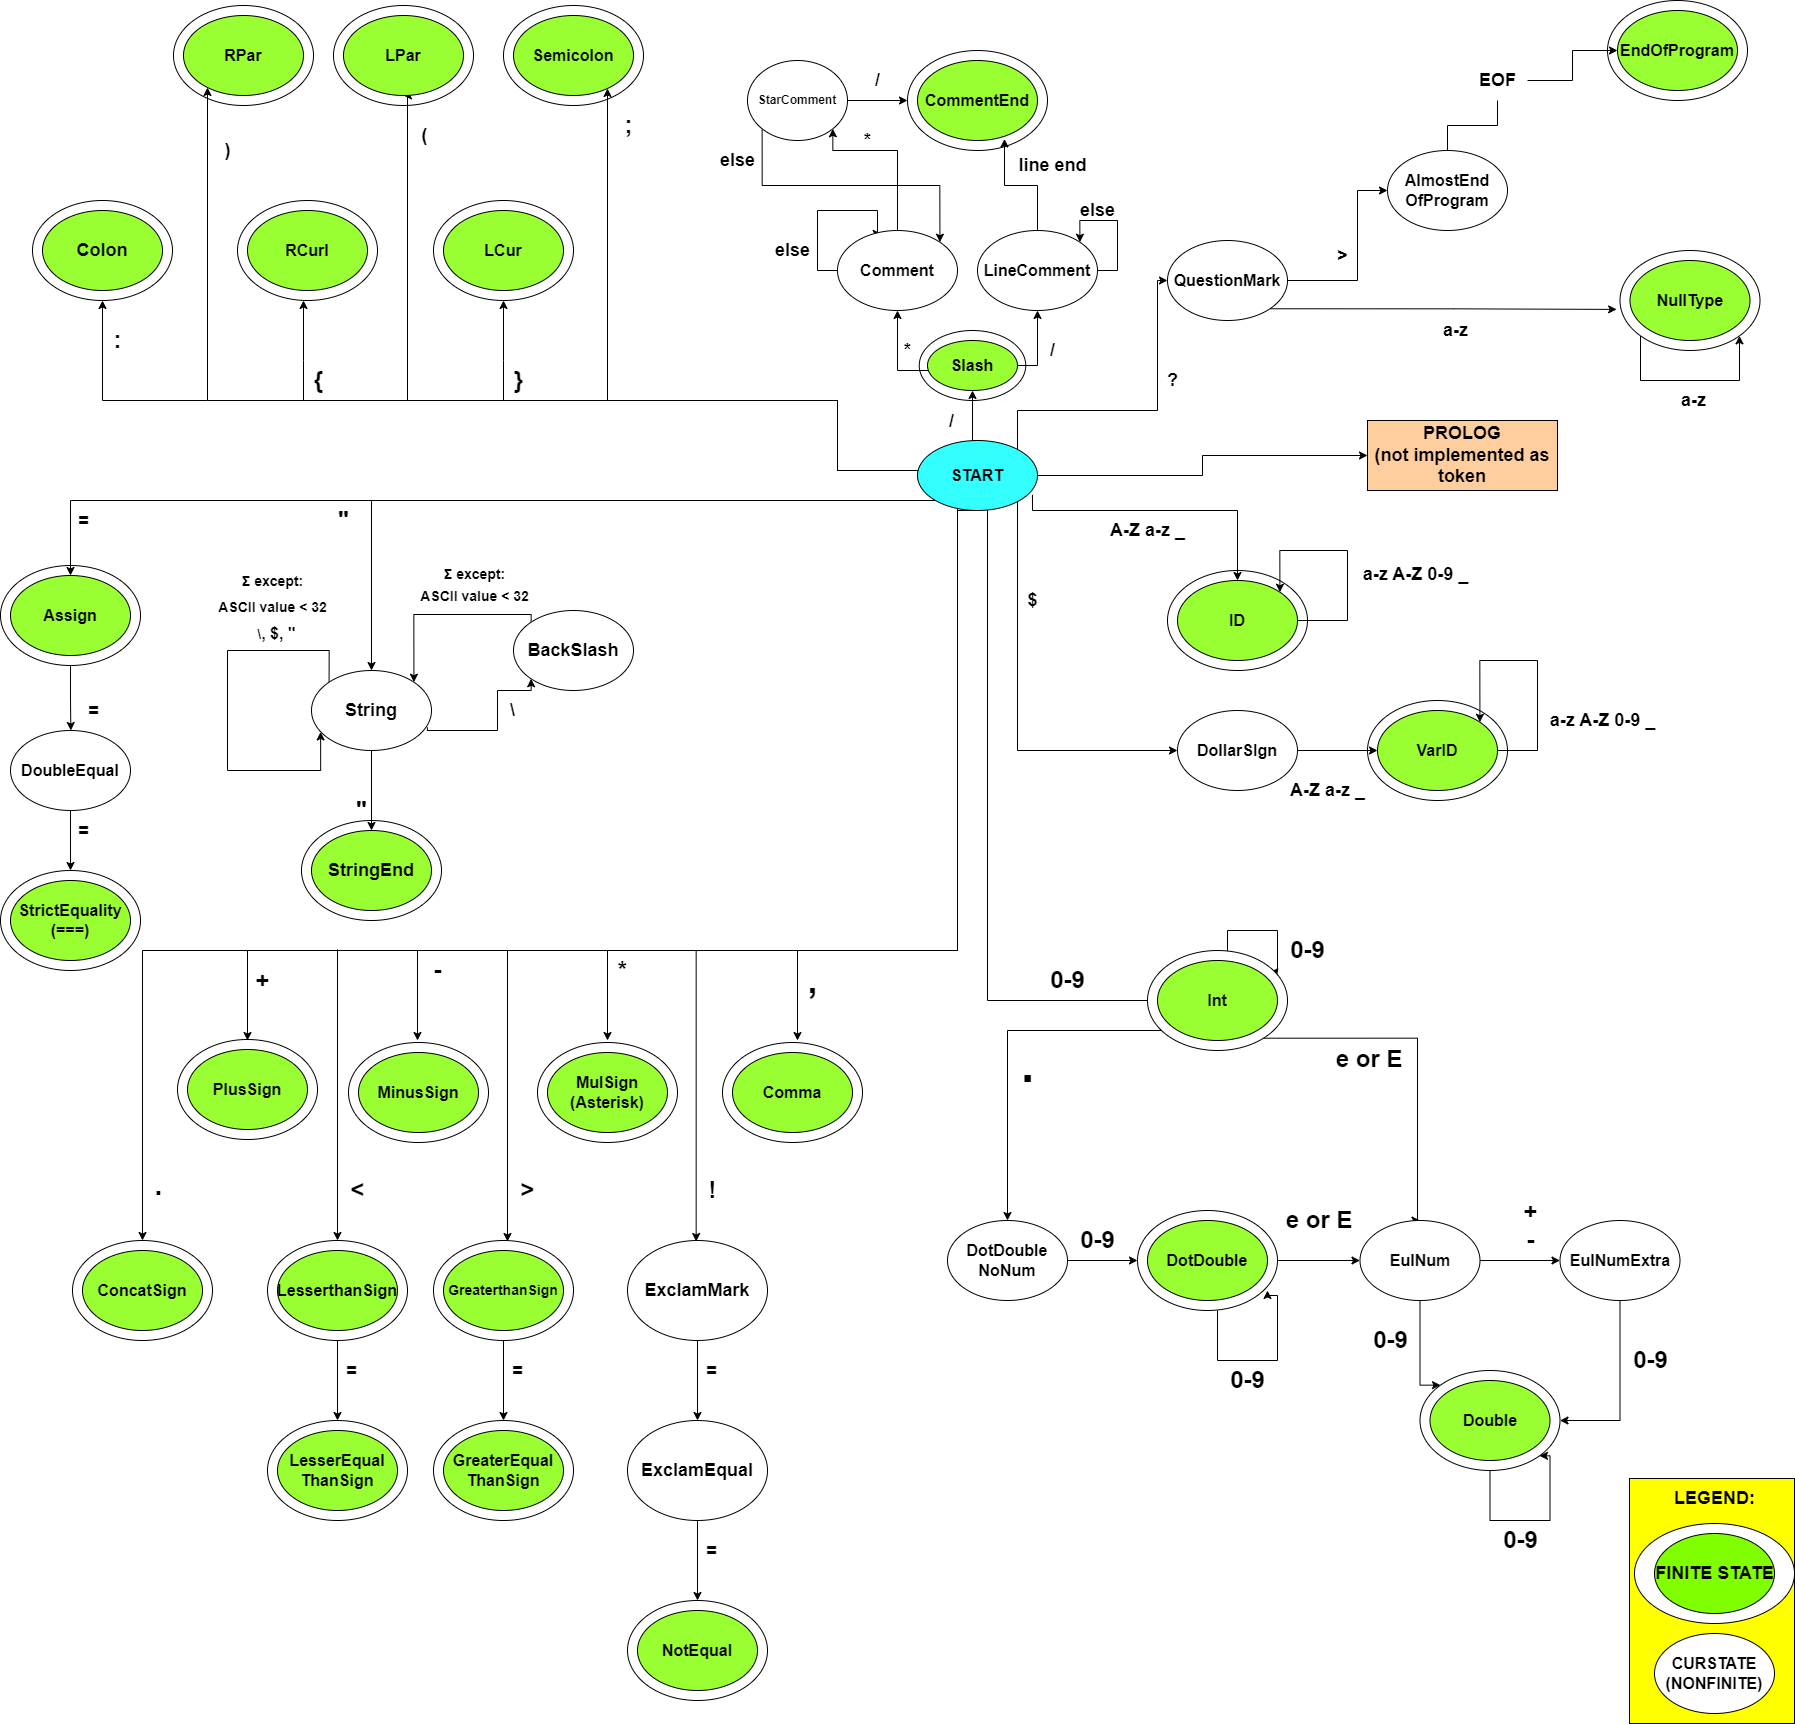 RPar
LPar
Semicolon
)
(
;
Colon
RCurl
LCur
:
{
}
StarComment
/
CommentEnd
*
else
line end
else
else
Comment
LineComment
*
Slash
/
/
START
EOF
EndOfProgram
AlmostEnd
OfProgram
>
QuestionMark
NullType
a-z
a-z
?
PROLOG
(not implemented as
token
A-Z a-z _
a-z A-Z 0-9 _
ID
$
DollarSIgn
A-Z a-z _
VarID
a-z A-Z 0-9 _
=
Assign
=
DoubleEqual
=
StrictEquality
(===)
"
Σ except:
ASCII value < 32
\, $, "
Σ except:
ASCII value < 32
BackSlash
String
\
"
StringEnd
+
-
*
,
PlusSign
MinusSign
MulSign
(Asterisk)
Comma
.
<
>
!
ConcatSign
LesserthanSign
GreaterthanSign
ExclamMark
=
=
=
LesserEqual
ThanSign
GreaterEqual
ThanSign
ExclamEqual
=
NotEqual
0-9
0-9
Int
.
e or E
DotDouble
NoNum
0-9
DotDouble
e or E
EulNum
+
-
EulNumExtra
0-9
0-9
0-9
Double
0-9
LEGEND:
FINITE STATE
CURSTATE
(NONFINITE)